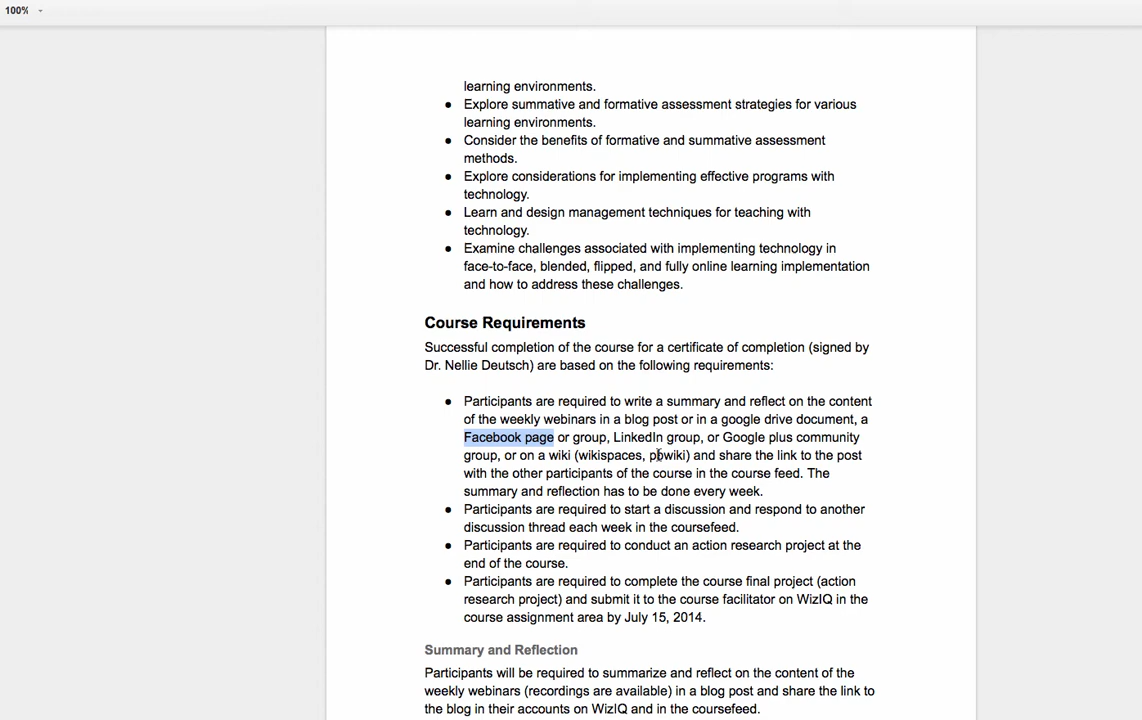 100%
learning environments.
● Explore summative and formative assessment strategies for various
learning environments.
● Consider the benefits of formative and summative assessment
methods.
● Explore considerations for implementing effective programs with
technology.
● Learn and design management techniques for teaching with
technology.
● Examine challenges associated with implementing technology in
face-to-face, blended, flipped, and fully online learning implementation
and how to address these challenges.
Course Requirements
Successful completion of the course for a certificate of completion (signed by
Dr. Nellie Deutsch) are based on the following requirements:
● Participants are required to write a summary and reflect on the content
of the weekly webinars in a blog post or in a google drive document, a
Facebook page or group, LinkedIn group, or Google plus community
group, or on a wiki (wikispaces, pbwiki) and share the link to the post
with the other participants of the course in the course feed. The
summary and reflection has to be done every week.
● Participants are required to start a discussion and respond to another
discussion thread each week in the coursefeed.
● Participants are required to conduct an action research project at the
end of the course.
● Participants are required to complete the course final project (action
research project) and submit it to the course facilitator on WizIQ in the
course assignment area by July 15, 2014.
Summary and Reflection
Participants will be required to summarize and reflect on the content of the
weekly webinars (recordings are available) in a blog post and share the link to
the blog in their accounts on WizIQ and in the coursefeed.